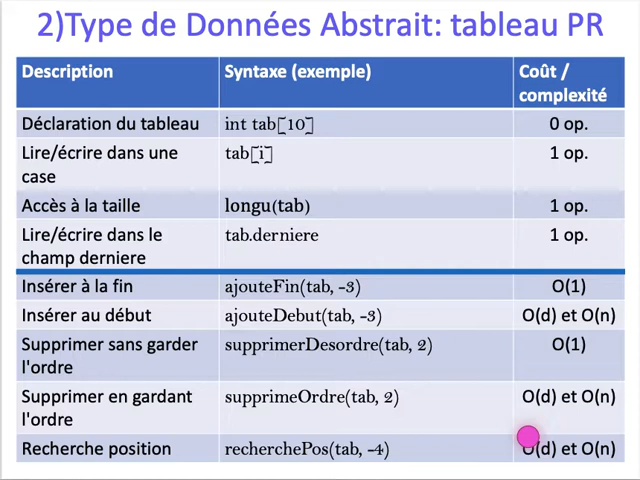 2)Type de Données Abstrait: tableau PR
Description Syntaxe (exemple) Coût /
complexité
Déclaration du tableau int tab[10] 0 op.
Lire/écrire dans une tab[i] 1 op.
case
Accès à la taille longu(tab) 1 op.
Lire/écrire dans le tab.derniere 1 op.
champ derniere
Insérer à la fin ajouteFin(tab, -3) O(1)
Insérer au début ajouteDebut(tab, -3) O(d) et O(n)
Supprimer sans garder supprimerDesordre(tab, 2) O(1)
l'ordre
Supprimer en gardant supprimeOrdre(tab, 2) O(d) et O(n)
l'ordre
Recherche position recherchePos(tab, -4) O(d) et O(n)